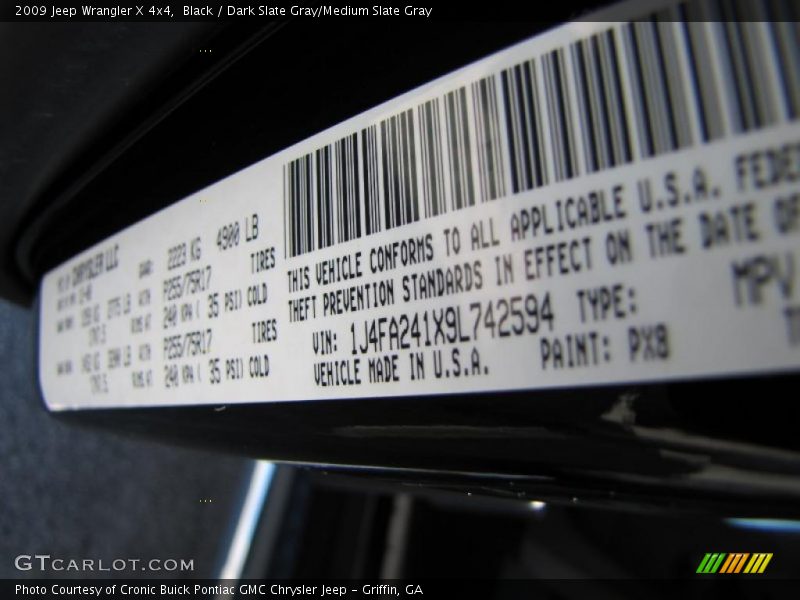 2009 Jeep Wrangler X 4x4,  Black / Dark Slate Gray/Medium Slate Gray
CHRYSLER LLC
2223 KG 4900 LB
TIRES
P255/75R17
240 KPA ( 35 PSI) COLD
TIRES
P255/75R17
240 KPA ( 35 PSI) COLD
THIS VEHICLE CONFORMS TO ALL APPLICABLE U.S.A. FEDE
THEFT PREVENTION STANDARDS IN EFFECT ON THE DATE OF
VIN: 1J4FA241X9L742594 TYPE: MPV
VEHICLE MADE IN U.S.A. PAINT: PX8
GTCARLOT.COM
Photo Courtesy of Cronic Buick Pontiac GMC Chrysler Jeep – Griffin, GA